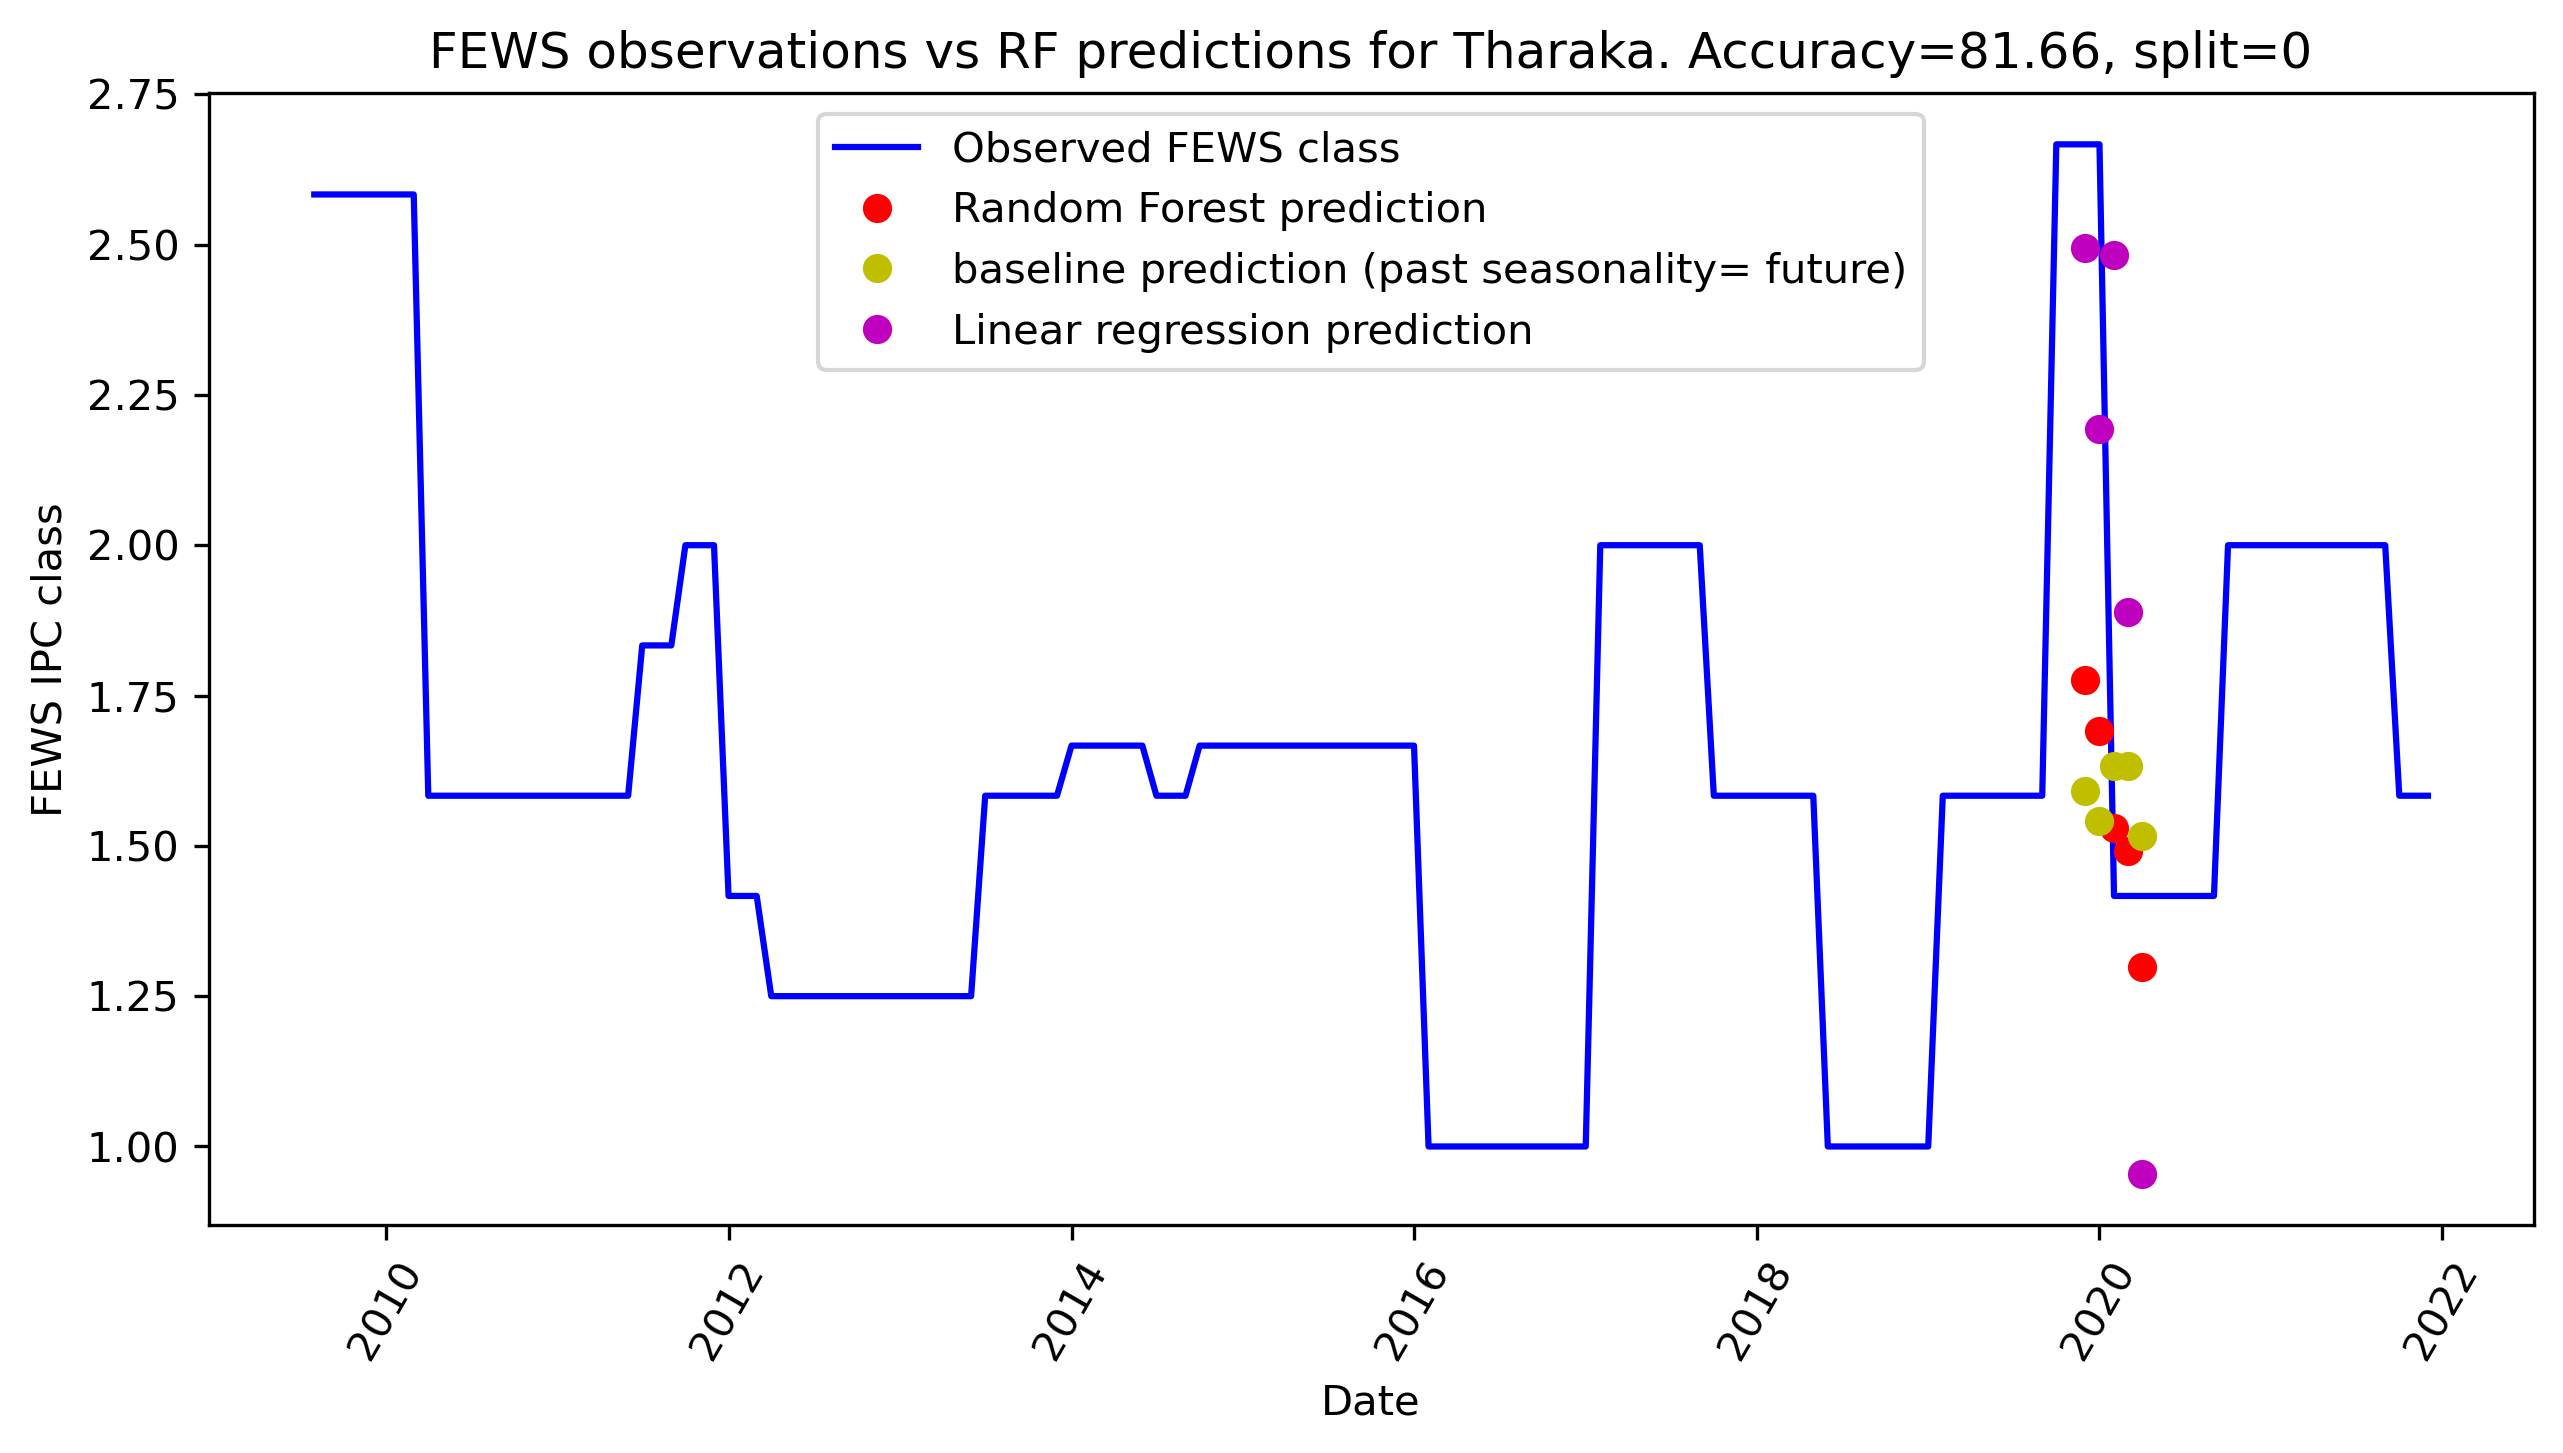 FEWS observations vs RF predictions for Tharaka. Accuracy=81.66, split=0
2.75
2.50
2.25
2.00
1.75
1.50
1.25
1.00
FEWS IPC class
Observed FEWS class
Random Forest prediction
baseline prediction (past seasonality= future)
Linear regression prediction
2010
2012
2014
2016
2018
2020
2022
Date